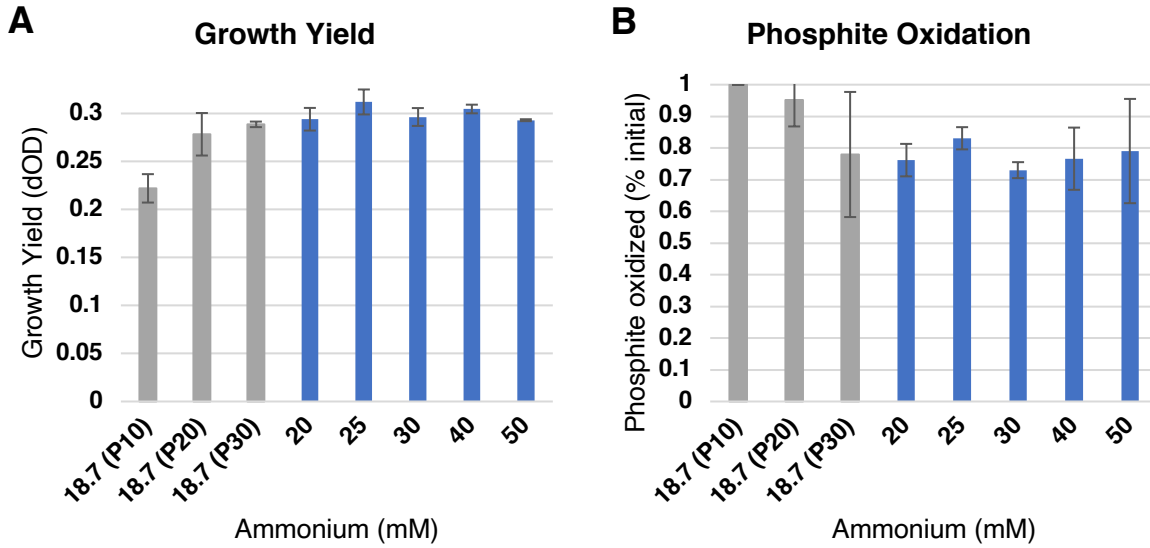 A
Growth Yield
Growth Yield (dOD)
0.3
0.25
0.2
0.15
0.1
0.05
0
18.7 (P10)
18.7 (P20)
18.7 (P30)
20
25
30
40
50
Ammonium (mM)
B
Phosphite Oxidation
Phosphite oxidized (% initial)
1
0.9
0.8
0.7
0.6
0.5
0.4
0.3
0.2
0.1
0
18.7 (P10)
18.7 (P20)
18.7 (P30)
20
25
30
40
50
Ammonium (mM)